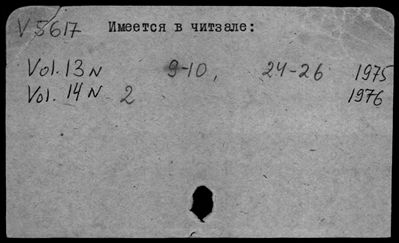 V 5617 Имеется в читзале:
Vol. 13 N 9-10, 24-26 1975
Vol. 14 N 2 1976